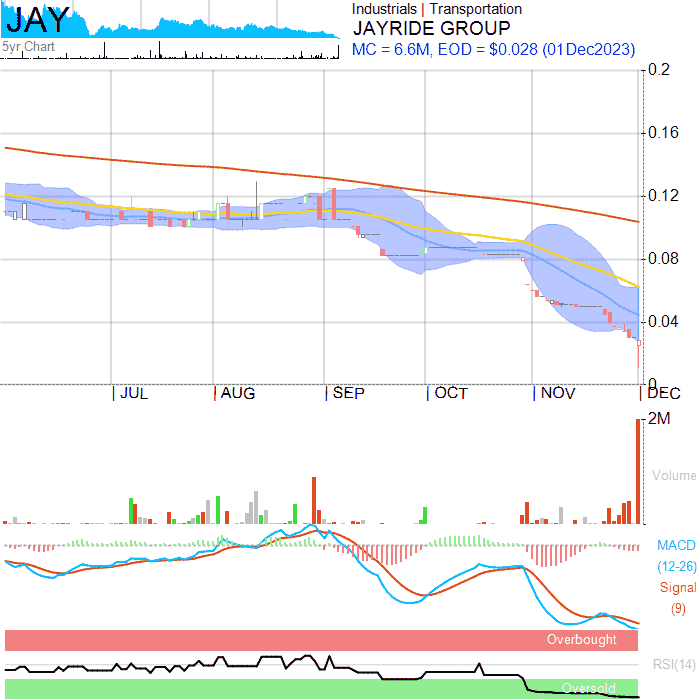 JAY
5yr Chart
Industrials | Transportation
JAYRIDE GROUP
MC = 6.6M, EOD = $0.028 (01Dec2023)
0.2
0.16
0.12
0.08
0.04
0
JUL AUG SEP OCT NOV DEC
2M
Volume
MACD
(12-26)
Signal
(9)
Overbought
RSI(14)
Oversold